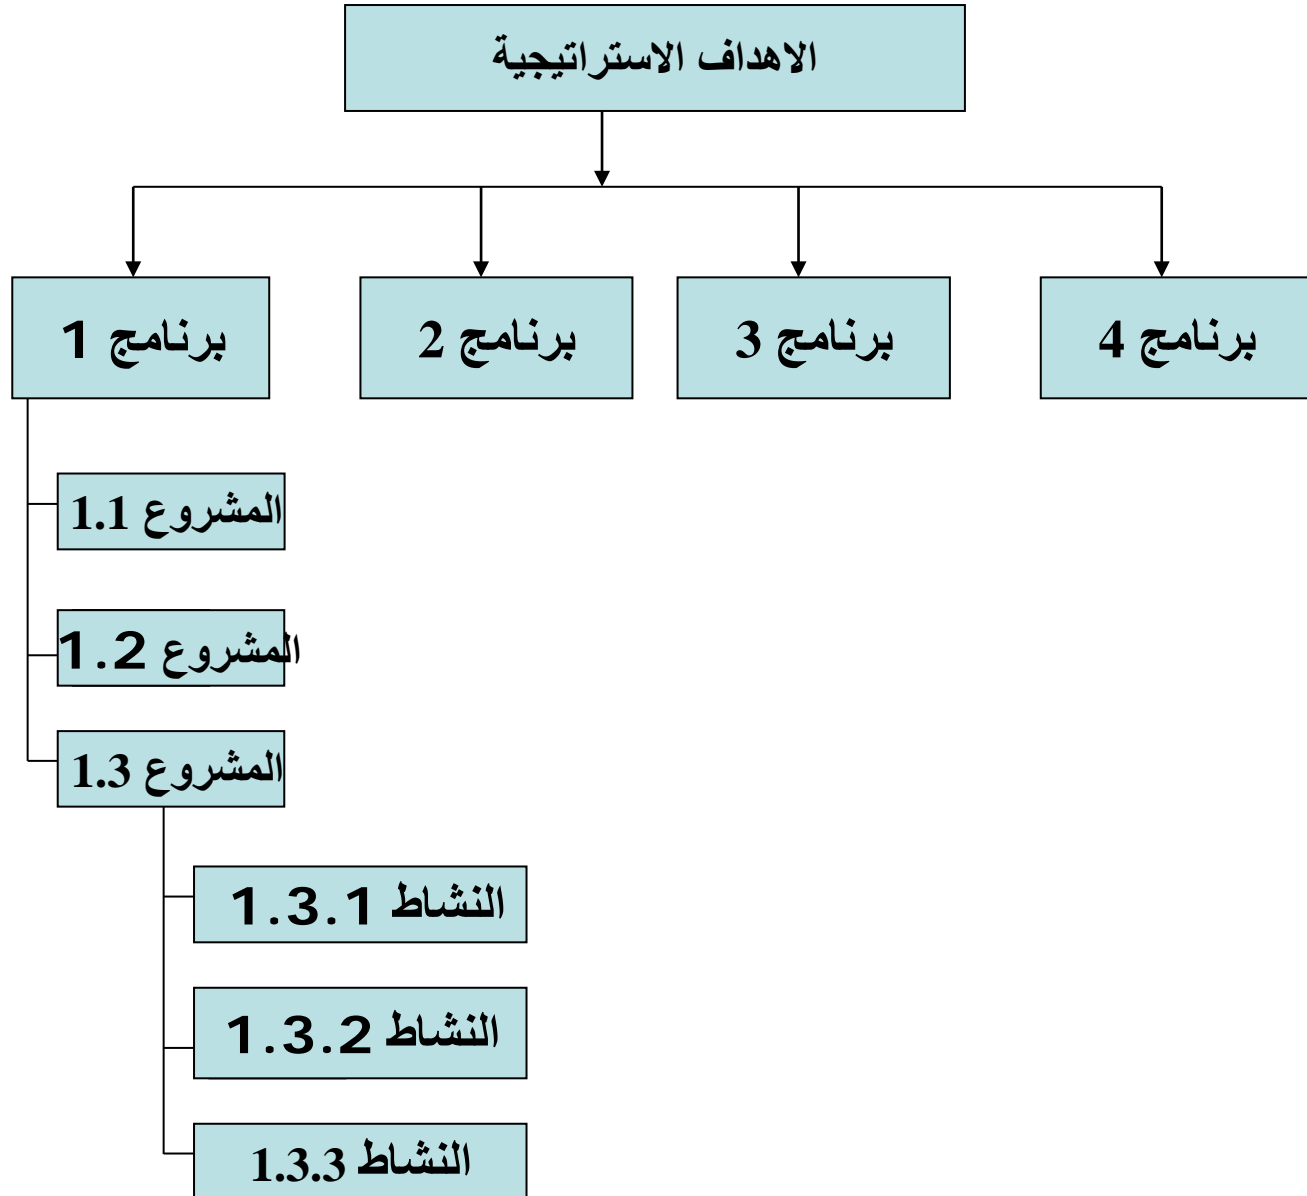 الاهداف الاستراتيجية
برنامج 1
برنامج 2
برنامج 3
برنامج 4
المشروع 1.1
المشروع 1.2
المشروع 1.3
النشاط 1.3.1
النشاط 1.3.2
النشاط 1.3.3